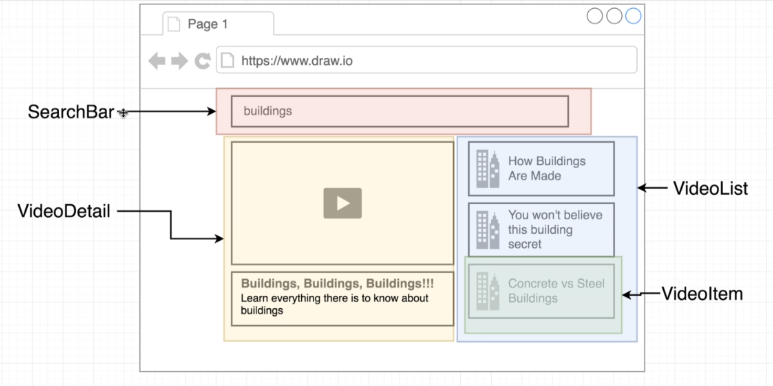 Page 1
https://www.draw.io
SearchBar
buildings
VideoDetail
Buildings, Buildings, Buildings!!!
Learn everything there is to know about
buildings
How Buildings
Are Made
You won't believe
this building
secret
Concrete vs Steel
Buildings
VideoList
VideoItem